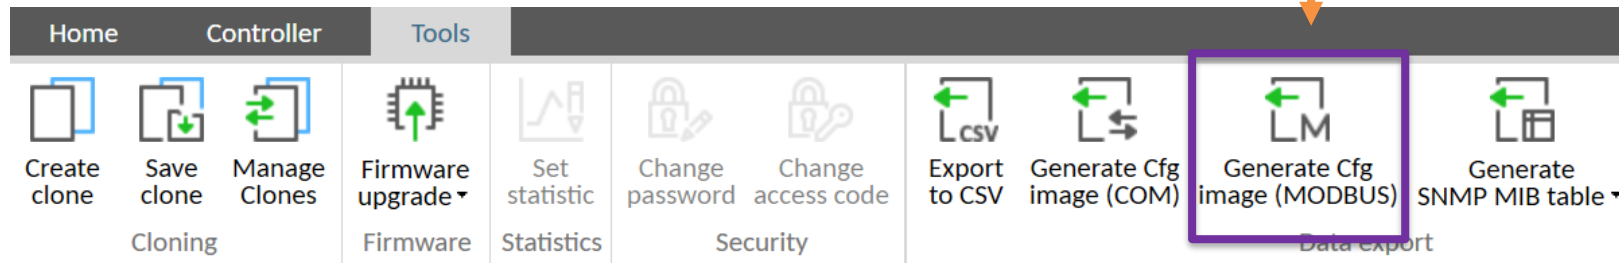 Home Controller Tools
CSV M
Create Save Manage Firmware Set Change Change Export Generate Cfg Generate Cfg Generate
clone clone Clones upgrade statistic password access code to CSV image (COM) image (MODBUS) SNMP MIB table
Cloning Firmware Statistics Security Data export